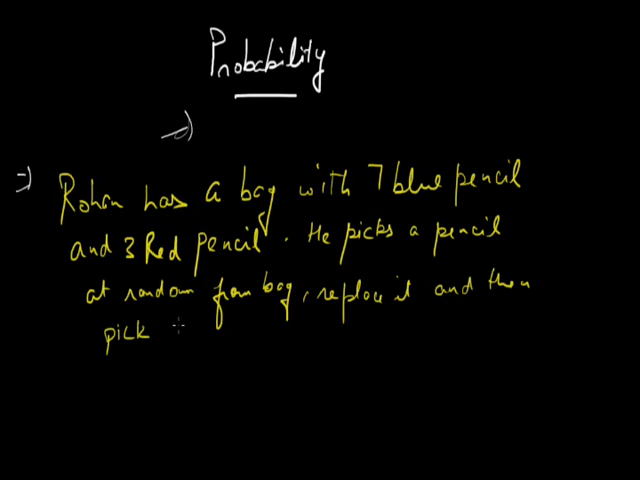 Probability
=)
=) Rohan has a bag with 7 blue pencil
and 3 Red pencil. He picks a pencil
at random from bag, replace it and then
pick